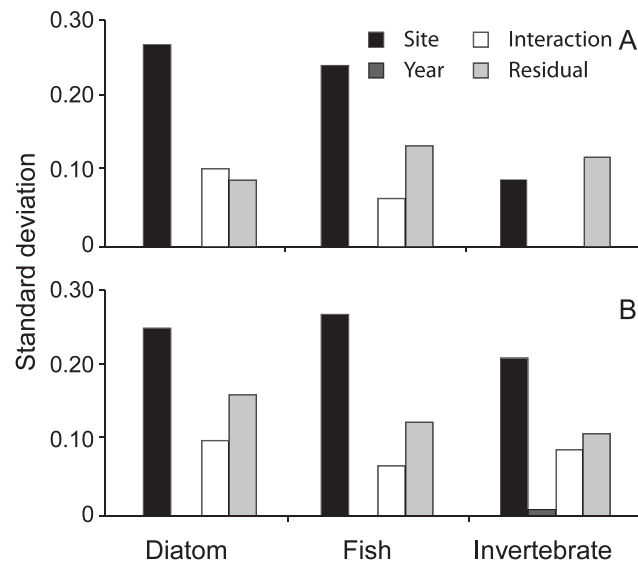 0.30
Site
Interaction
A
Year
Residual
0.20
0.10
0
Standard deviation
0.30
B
0.20
0.10
0
Diatom
Fish
Invertebrate